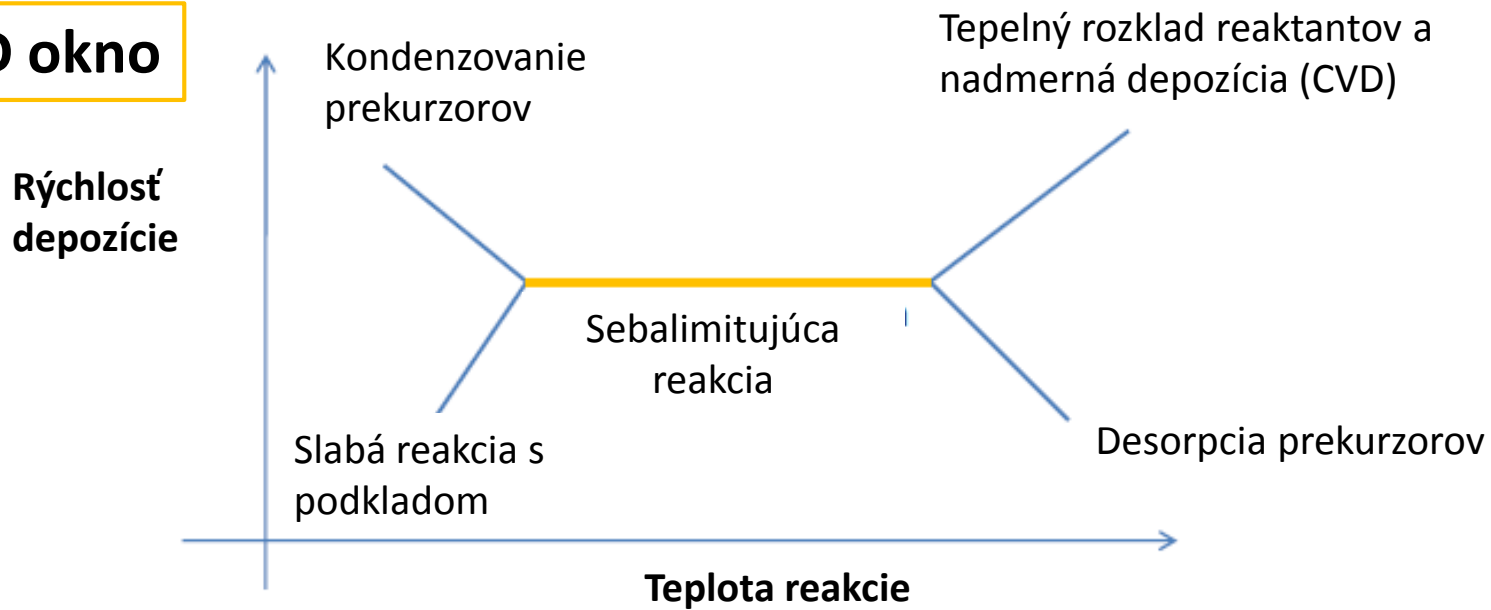 okno
Kondenzovanie
prekurzorov
Tepelný rozklad reaktantov a
nadmerná depozícia (CVD)
Rýchlosť
depozície
Sebalimitujúca
reakcia
Slabá reakcia s
podkladom
Desorpcia prekurzorov
Teplota reakcie